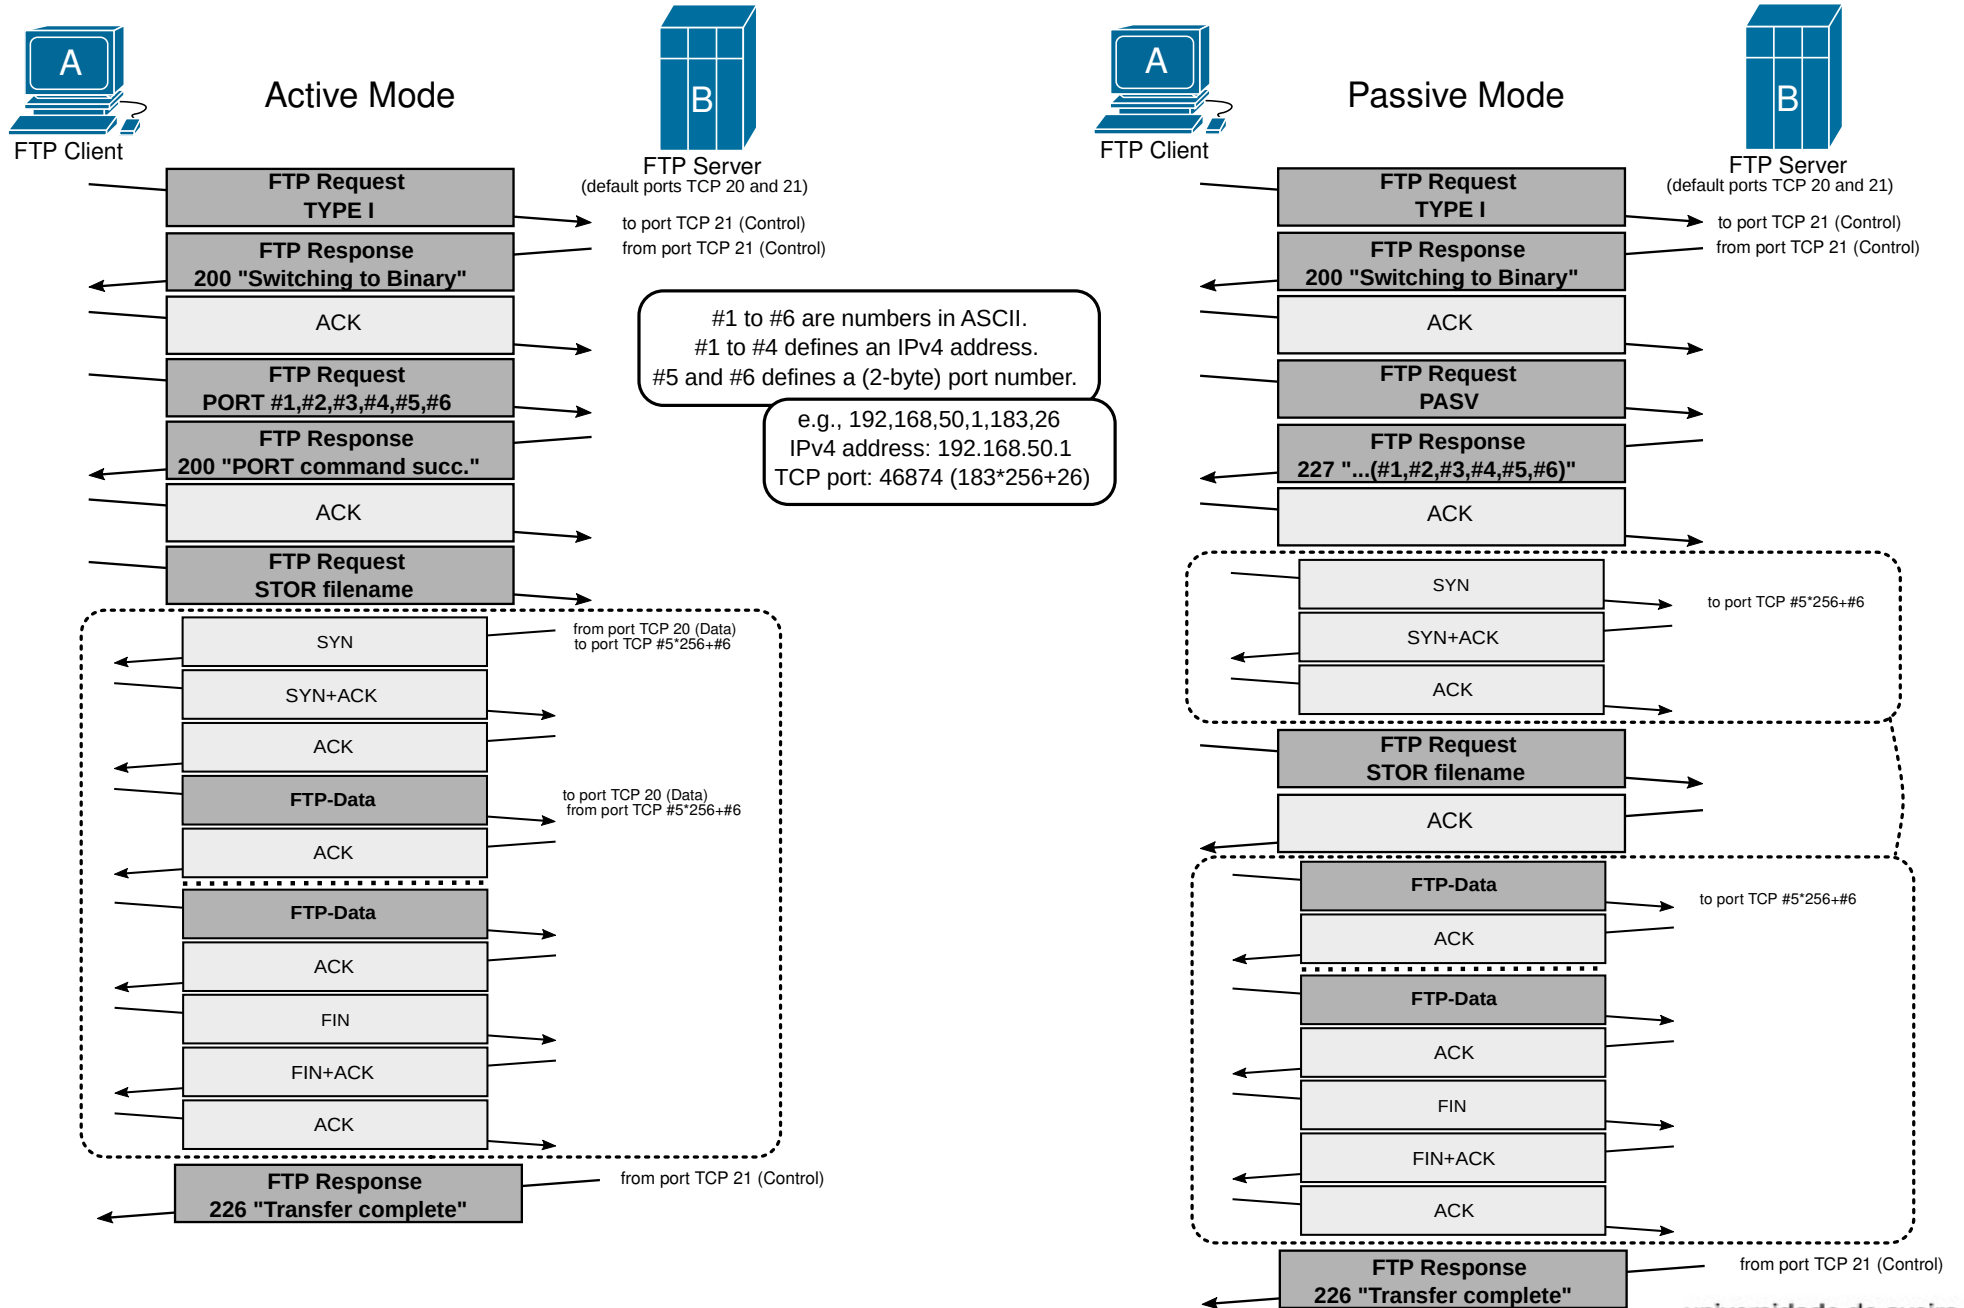 A
Active Mode
B
FTP Client
FTP Server
(default ports TCP 20 and 21)
FTP Request
TYPE I
to port TCP 21 (Control)
FTP Response
200 "Switching to Binary"
from port TCP 21 (Control)
ACK
FTP Request
PORT #1,#2,#3,#4,#5,#6
FTP Response
200 "PORT command succ."
ACK
FTP Request
STOR filename
SYN
from port TCP 20 (Data)
to port TCP #5*256+#6
SYN+ACK
ACK
FTP-Data
to port TCP 20 (Data)
from port TCP #5*256+#6
ACK
FTP-Data
ACK
FIN
FIN+ACK
ACK
FTP Response
226 "Transfer complete"
from port TCP 21 (Control)
#1 to #6 are numbers in ASCII.
#1 to #4 defines an IPv4 address.
#5 and #6 defines a (2-byte) port number.
e.g., 192,168,50,1,183,26
IPv4 address: 192.168.50.1
TCP port: 46874 (183*256+26)
A
Passive Mode
B
FTP Client
FTP Server
(default ports TCP 20 and 21)
FTP Request
TYPE I
to port TCP 21 (Control)
FTP Response
200 "Switching to Binary"
from port TCP 21 (Control)
ACK
FTP Request
PASV
FTP Response
227 "...(#1,#2,#3,#4,#5,#6)"
ACK
SYN
to port TCP #5*256+#6
SYN+ACK
ACK
FTP Request
STOR filename
ACK
FTP-Data
to port TCP #5*256+#6
ACK
FTP-Data
ACK
FIN
FIN+ACK
ACK
FTP Response
226 "Transfer complete"
from port TCP 21 (Control)